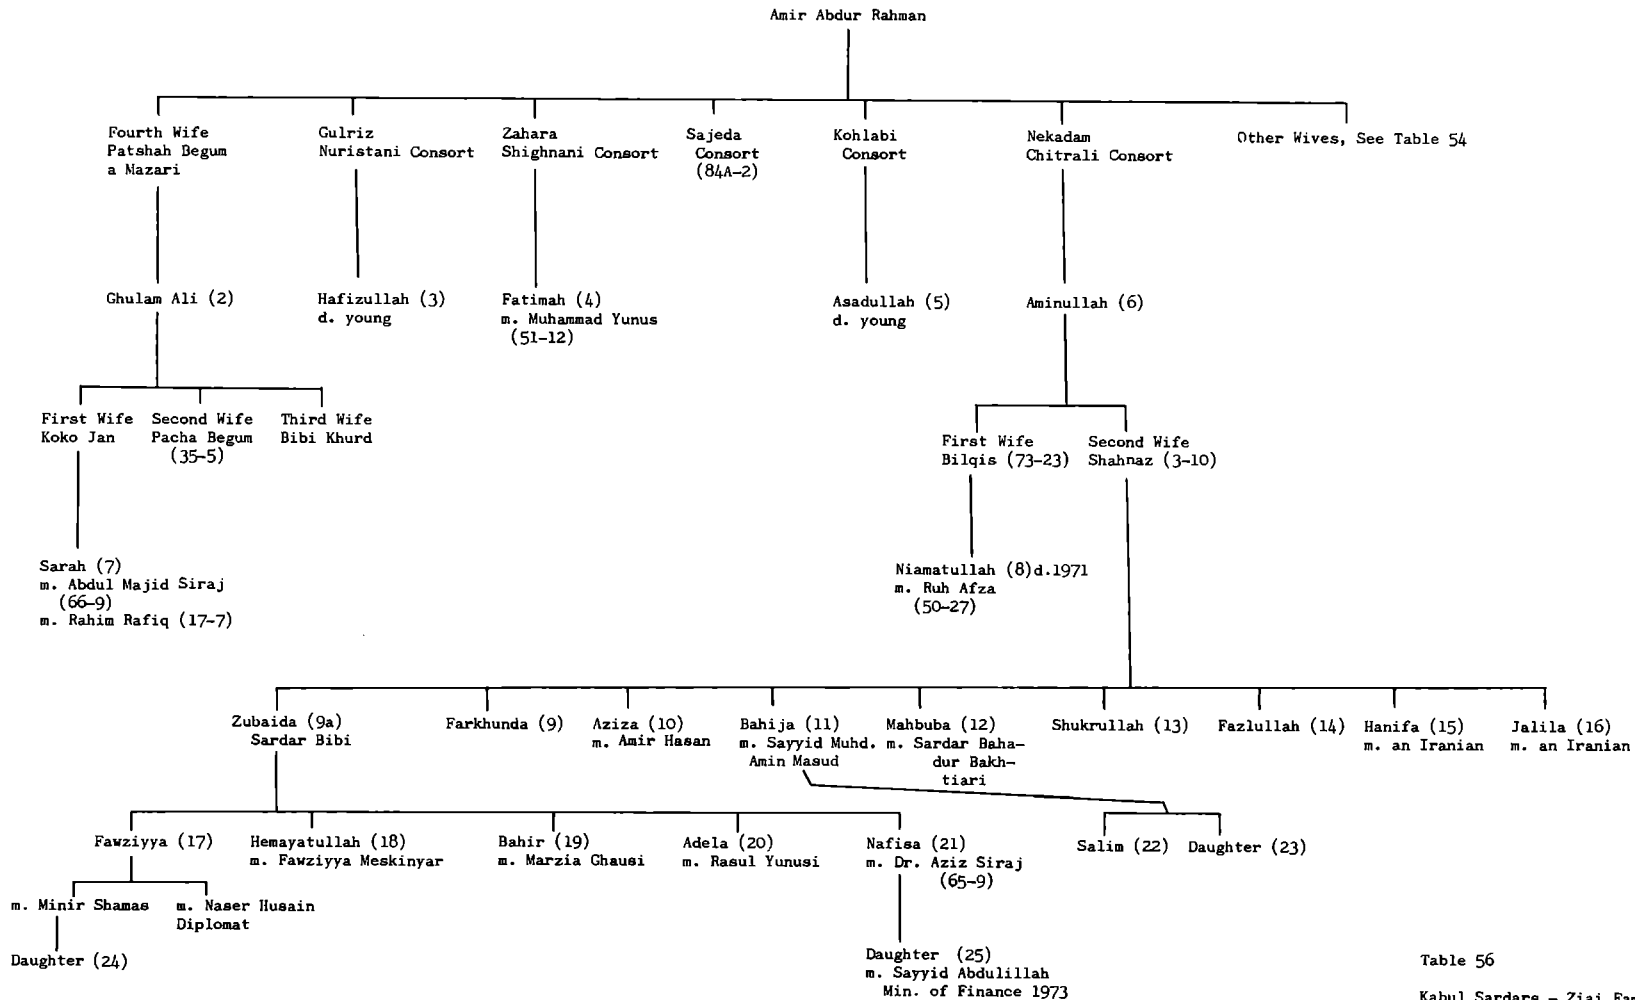 Amir Abdur Rahman
Fourth Wife
Patshah Begum
a Mazari
Gulriz
Nuristani Consort
Zahara
Shighnani Consort
Sajeda
Consort
(84A-2)
Kohlabi
Consort
Nekadam
Chitrali Consort
Other Wives, See Table 54
Ghulam Ali (2)
Hafizullah (3)
d. young
Fatimah (4)
m. Muhammad Yunus
(51-12)
Asadullah (5)
d. young
Aminullah (6)
First Wife
Koko Jan
Second Wife
Pacha Begum
(35-5)
Third Wife
Bibi Khurd
First Wife
Bilqis (73-23)
Second Wife
Shahnaz (3-10)
Sarah (7)
m. Abdul Majid Siraj
(66-9)
m. Rahim Rafiq (17-7)
Niamatullah (8)d.1971
m. Ruh Afza
(50-27)
Zubaida (9a)
Sardar Bibi
Farkhunda (9)
Aziza (10)
m. Amir Hasan
Bahija (11)
m. Sayyid Muhd.
Amin Masud
Mahbuba (12)
m. Sardar Baha-
dur Bakh-
tiari
Shukrullah (13)
Fazlullah (14)
Hanifa (15)
m. an Iranian
Jalila (16)
m. an Iranian
Fawziyya (17)
Hemayatullah (18)
m. Fawziyya Meskinyar
Bahir (19)
m. Marzia Ghausi
Adela (20)
m. Rasul Yunusi
Nafisa (21)
m. Dr. Aziz Siraj
(65-9)
Salim (22)
Daughter (23)
m. Minir Shamas
m. Naser Husain
Diplomat
Daughter (24)
Daughter (25)
m. Sayyid Abdulillah
Min. of Finance 1973
Table 56
Kabul Sardars - Ziai